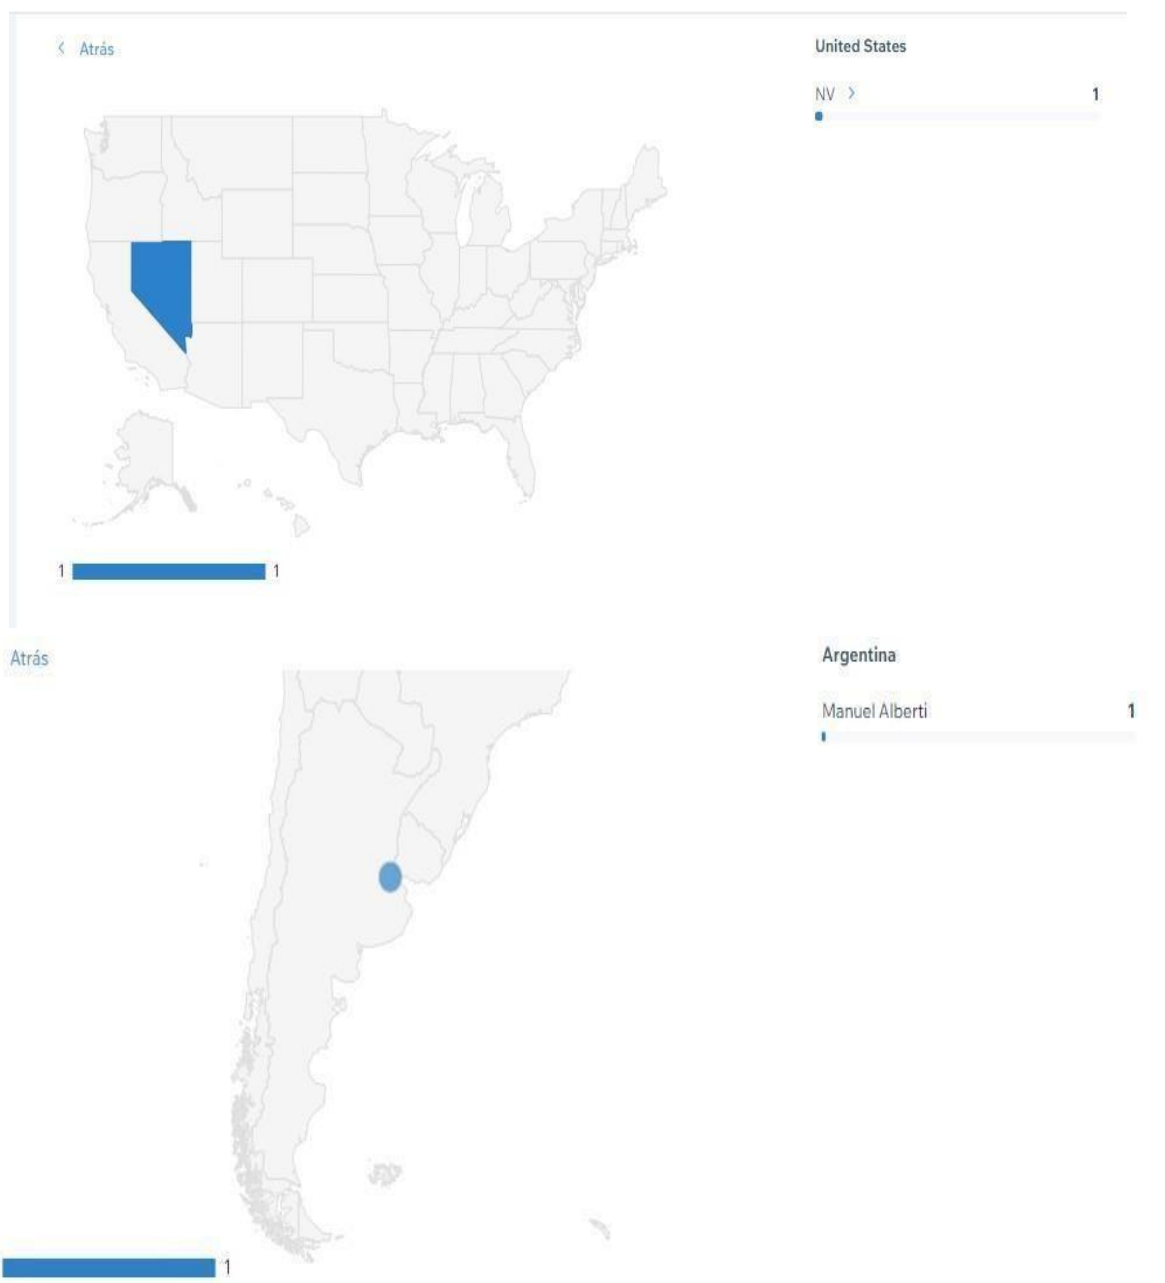 Atrás
United States
NV
1
1 1
Atrás
Argentina
Manuel Alberti
1
1